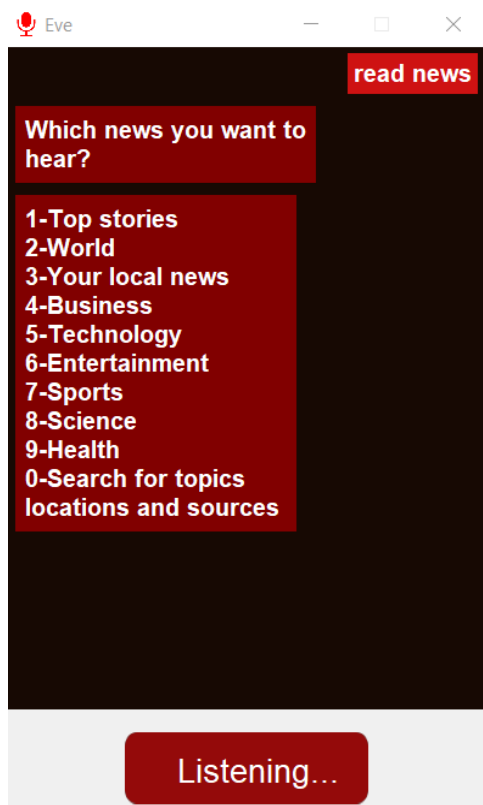 Eve
read news
Which news you want to
hear?
1-Top stories
2-World
3-Your local news
4-Business
5-Technology
6-Entertainment
7-Sports
8-Science
9-Health
0-Search for topics
locations and sources
Listening...